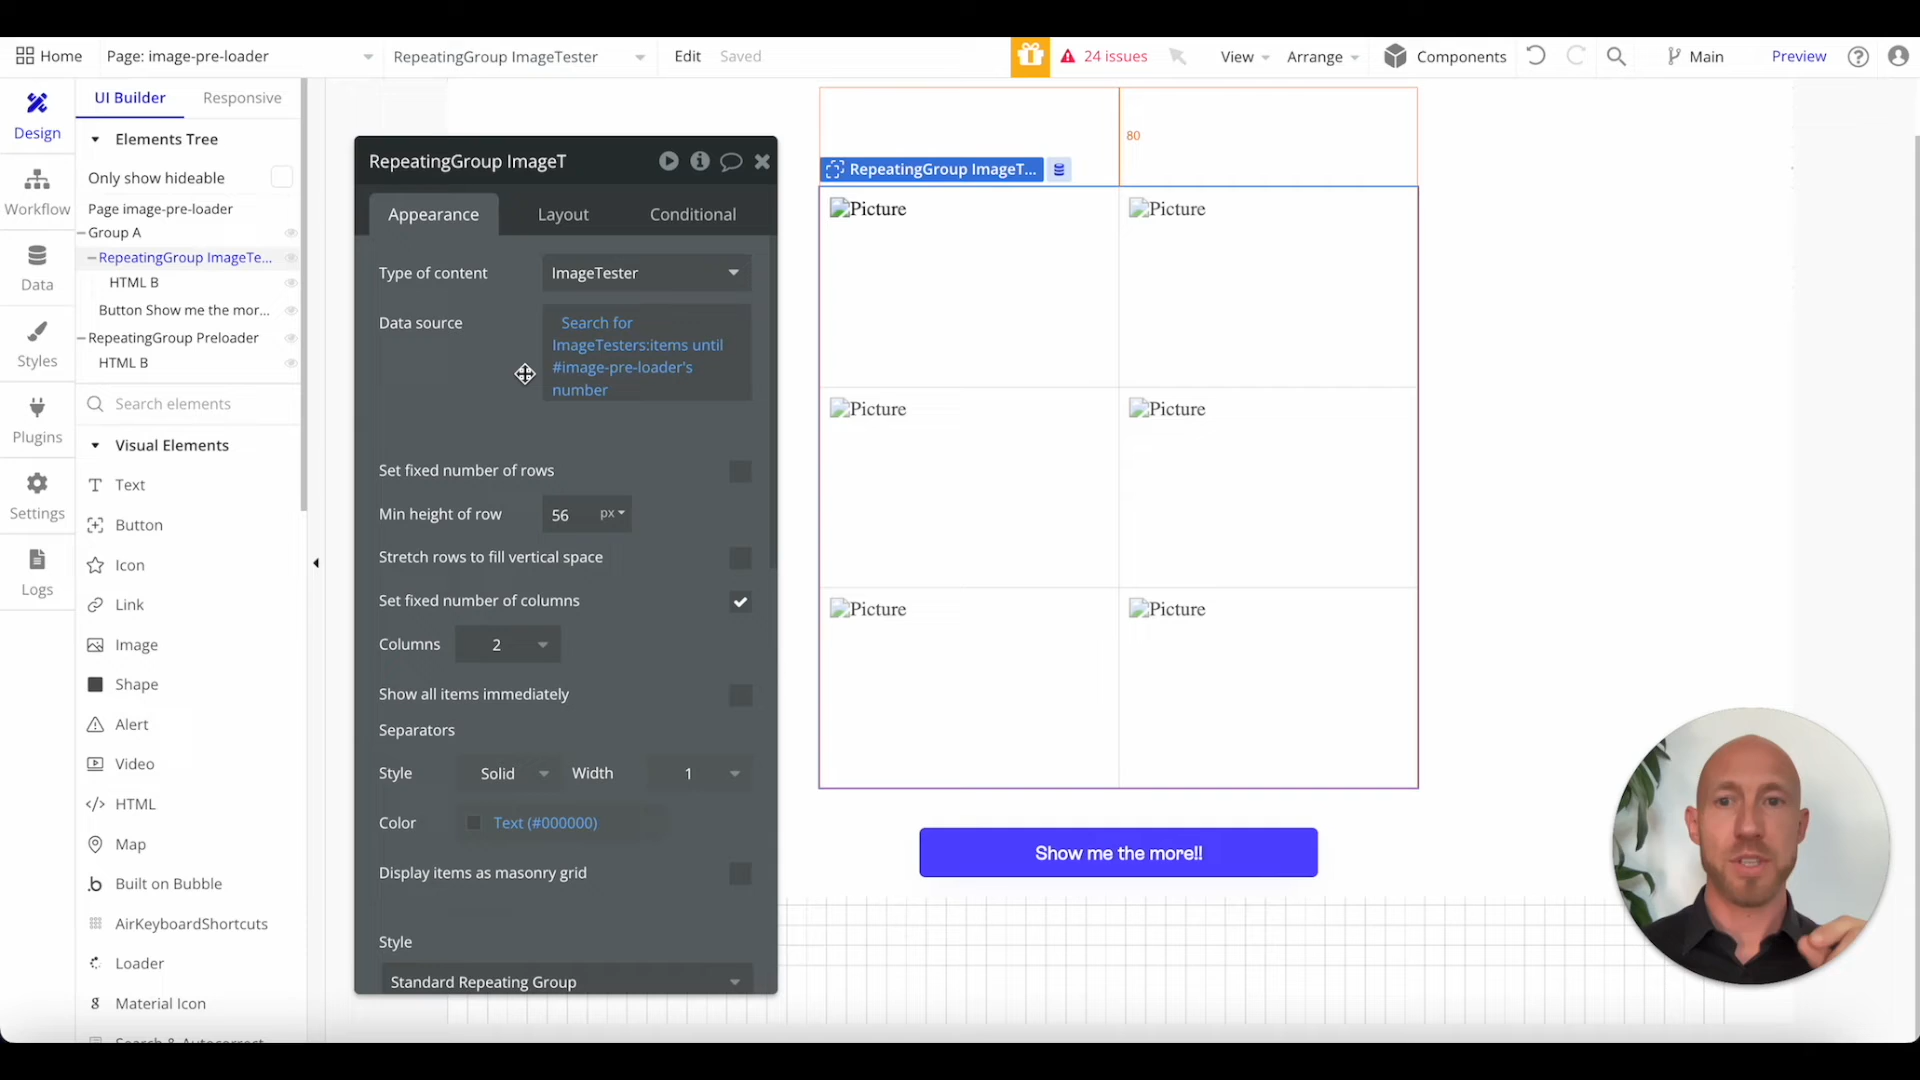 Home
Page: image-pre-loader
RepeatingGroup ImageTester
Edit
Saved
24 issues
View
Arrange
Components
Main
Preview
Design
Workflow
Data
Styles
Plugins
Settings
Logs
UI Builder
Responsive
Elements Tree
Only show hideable
Page image-pre-loader
Group A
RepeatingGroup ImageTe...
HTML B
Button Show me the mor...
RepeatingGroup Preloader
HTML B
Search elements
Visual Elements
Text
Button
Icon
Link
Image
Shape
Alert
Video
HTML
Map
Built on Bubble
AirKeyboardShortcuts
Loader
Material Icon
RepeatingGroup ImageT
Appearance
Layout
Conditional
Type of content
ImageTester
Data source
Search for
ImageTesters:items until
#image-pre-loader's
number
Set fixed number of rows
Min height of row
56
px
Stretch rows to fill vertical space
Set fixed number of columns
Columns
2
Show all items immediately
Separators
Style
Solid
Width
1
Color
Text (#000000)
Display items as masonry grid
Style
Standard Repeating Group
80
RepeatingGroup ImageT...
Picture
Picture
Picture
Picture
Picture
Picture
Show me the more!!